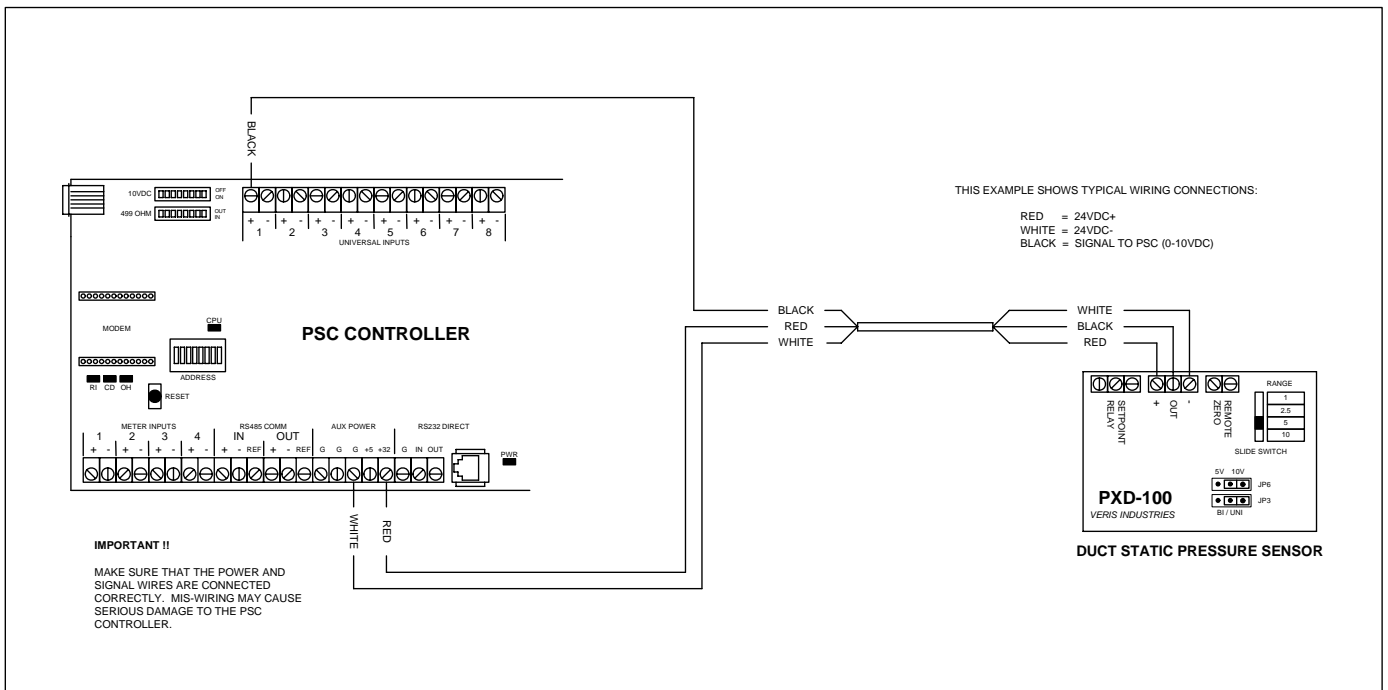 BLACK
10VDC
OFF
ON
499 OHM
OUT
IN
+ - + - + - + - + - + - + - + -
1 2 3 4 5 6 7 8
UNIVERSAL INPUTS
THIS EXAMPLE SHOWS TYPICAL WIRING CONNECTIONS:
RED = 24VDC+
WHITE = 24VDC-
BLACK = SIGNAL TO PSC (0-10VDC)
MODEM
CPU
PSC CONTROLLER
ADDRESS
RI CD OH
RESET
BLACK
RED
WHITE
WHITE
BLACK
RED
METER INPUTS
1 2 3 4
+ - + - + - + -
RS485 COMM
IN OUT
+ - REF + - REF
AUX POWER
G G G +5 +32
RS232 DIRECT
G IN OUT
PWR
WHITE
RED
SETPOINT
RELAY
+
OUT
-
REMOTE
ZERO
RANGE
1
2.5
5
10
SLIDE SWITCH
5V 10V
JP6
JP3
BI / UNI
PXD-100
VERIS INDUSTRIES
DUCT STATIC PRESSURE SENSOR
IMPORTANT !!
MAKE SURE THAT THE POWER AND
SIGNAL WIRES ARE CONNECTED
CORRECTLY. MIS-WIRING MAY CAUSE
SERIOUS DAMAGE TO THE PSC
CONTROLLER.